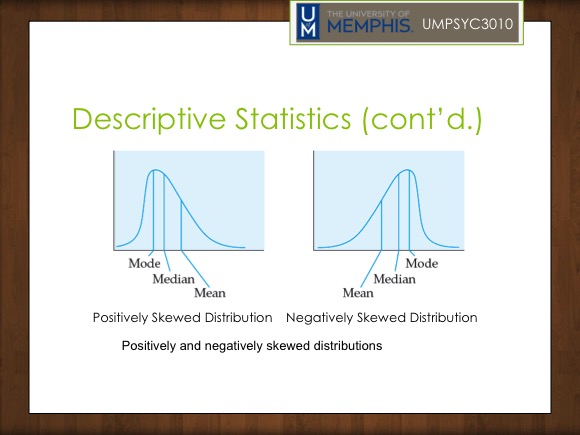 THE UNIVERSITY OF
UM MEMPHIS. UMPSYC3010
Descriptive Statistics (cont’d.)
Mode
Median
Mean
Mode
Median
Mean
Positively Skewed Distribution
Negatively Skewed Distribution
Positively and negatively skewed distributions